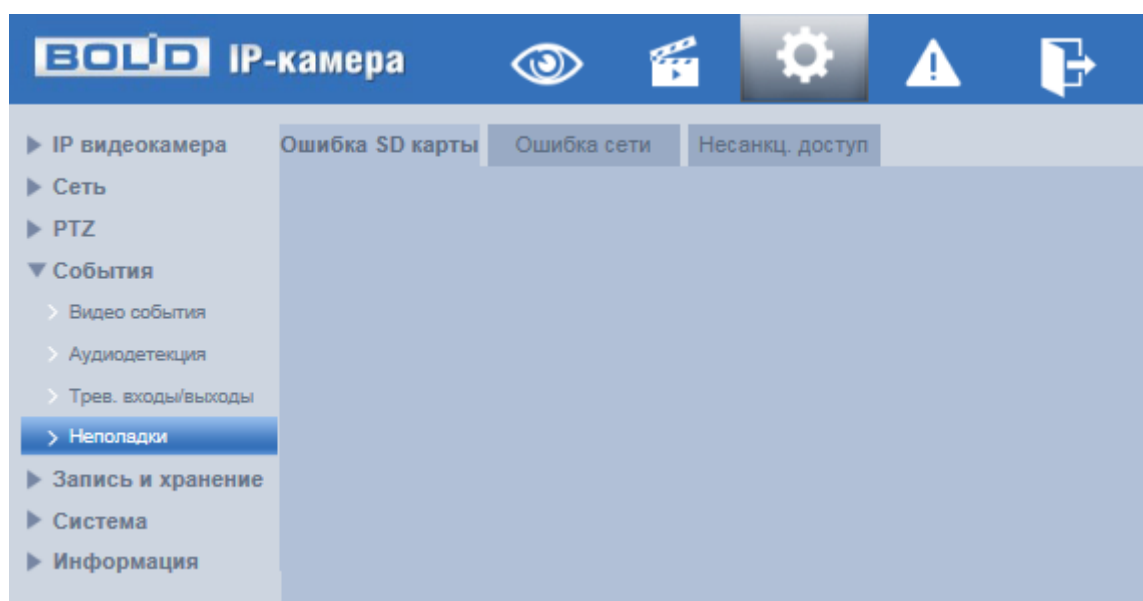 BOLID IP-камера
IP видеокамера
Сеть
PTZ
События
Видео события
Аудиодетекция
Трев. входы/выходы
Неполадки
Запись и хранение
Система
Информация
Ошибка SD карты Ошибка сети Несанкц. доступ